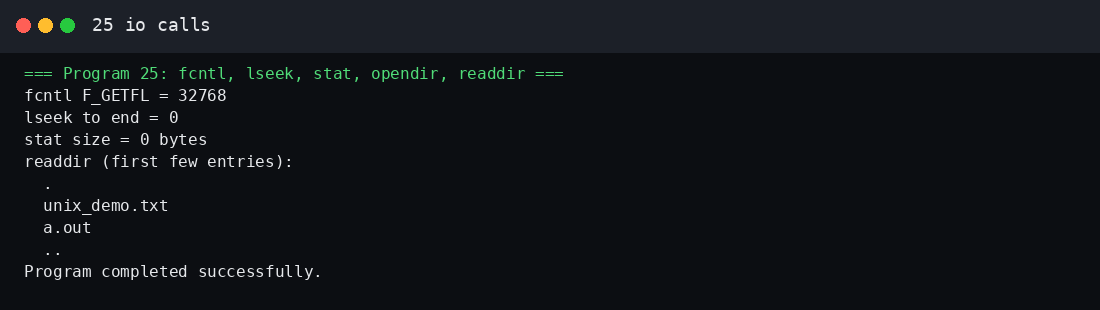 25 io calls
=== Program 25: fcntl, lseek, stat, opendir, readdir ===
fcntl F_GETFL = 32768
lseek to end = 0
stat size = 0 bytes
readdir (first few entries):
  .
  unix_demo.txt
  a.out
  ..
Program completed successfully.